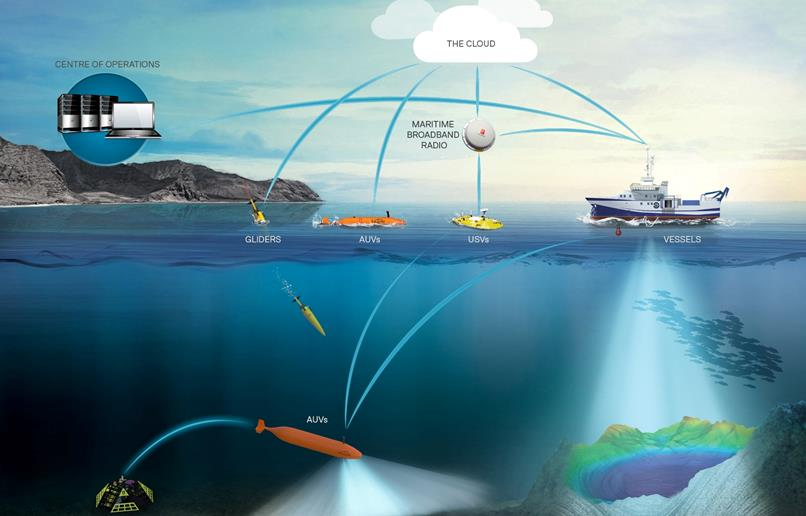 THE CLOUD
CENTRE OF OPERATIONS
MARITIME
BROADBAND
RADIO
GLIDERS
AUVs
USVs
VESSELS
AUVs